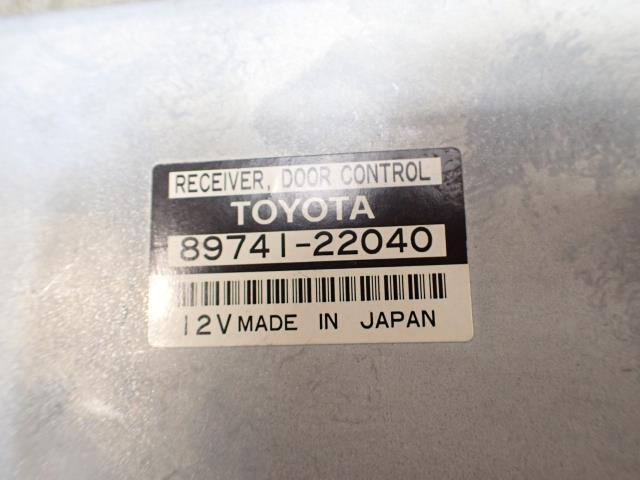 RECEIVER, DOOR CONTROL
TOYOTA
89741-22040
12V MADE IN JAPAN